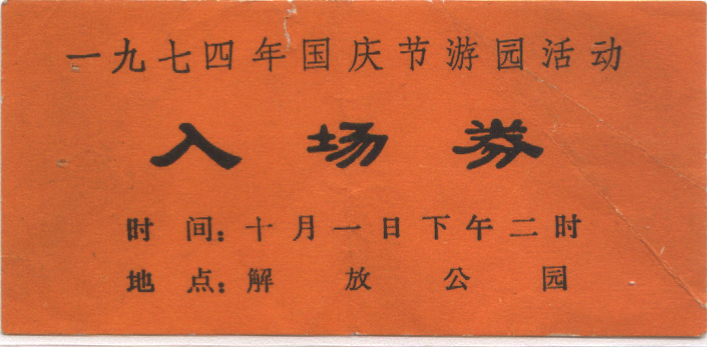 一九七四年国庆节游园活动
入场券
时间：十月一日下午二时
地点：解放公园